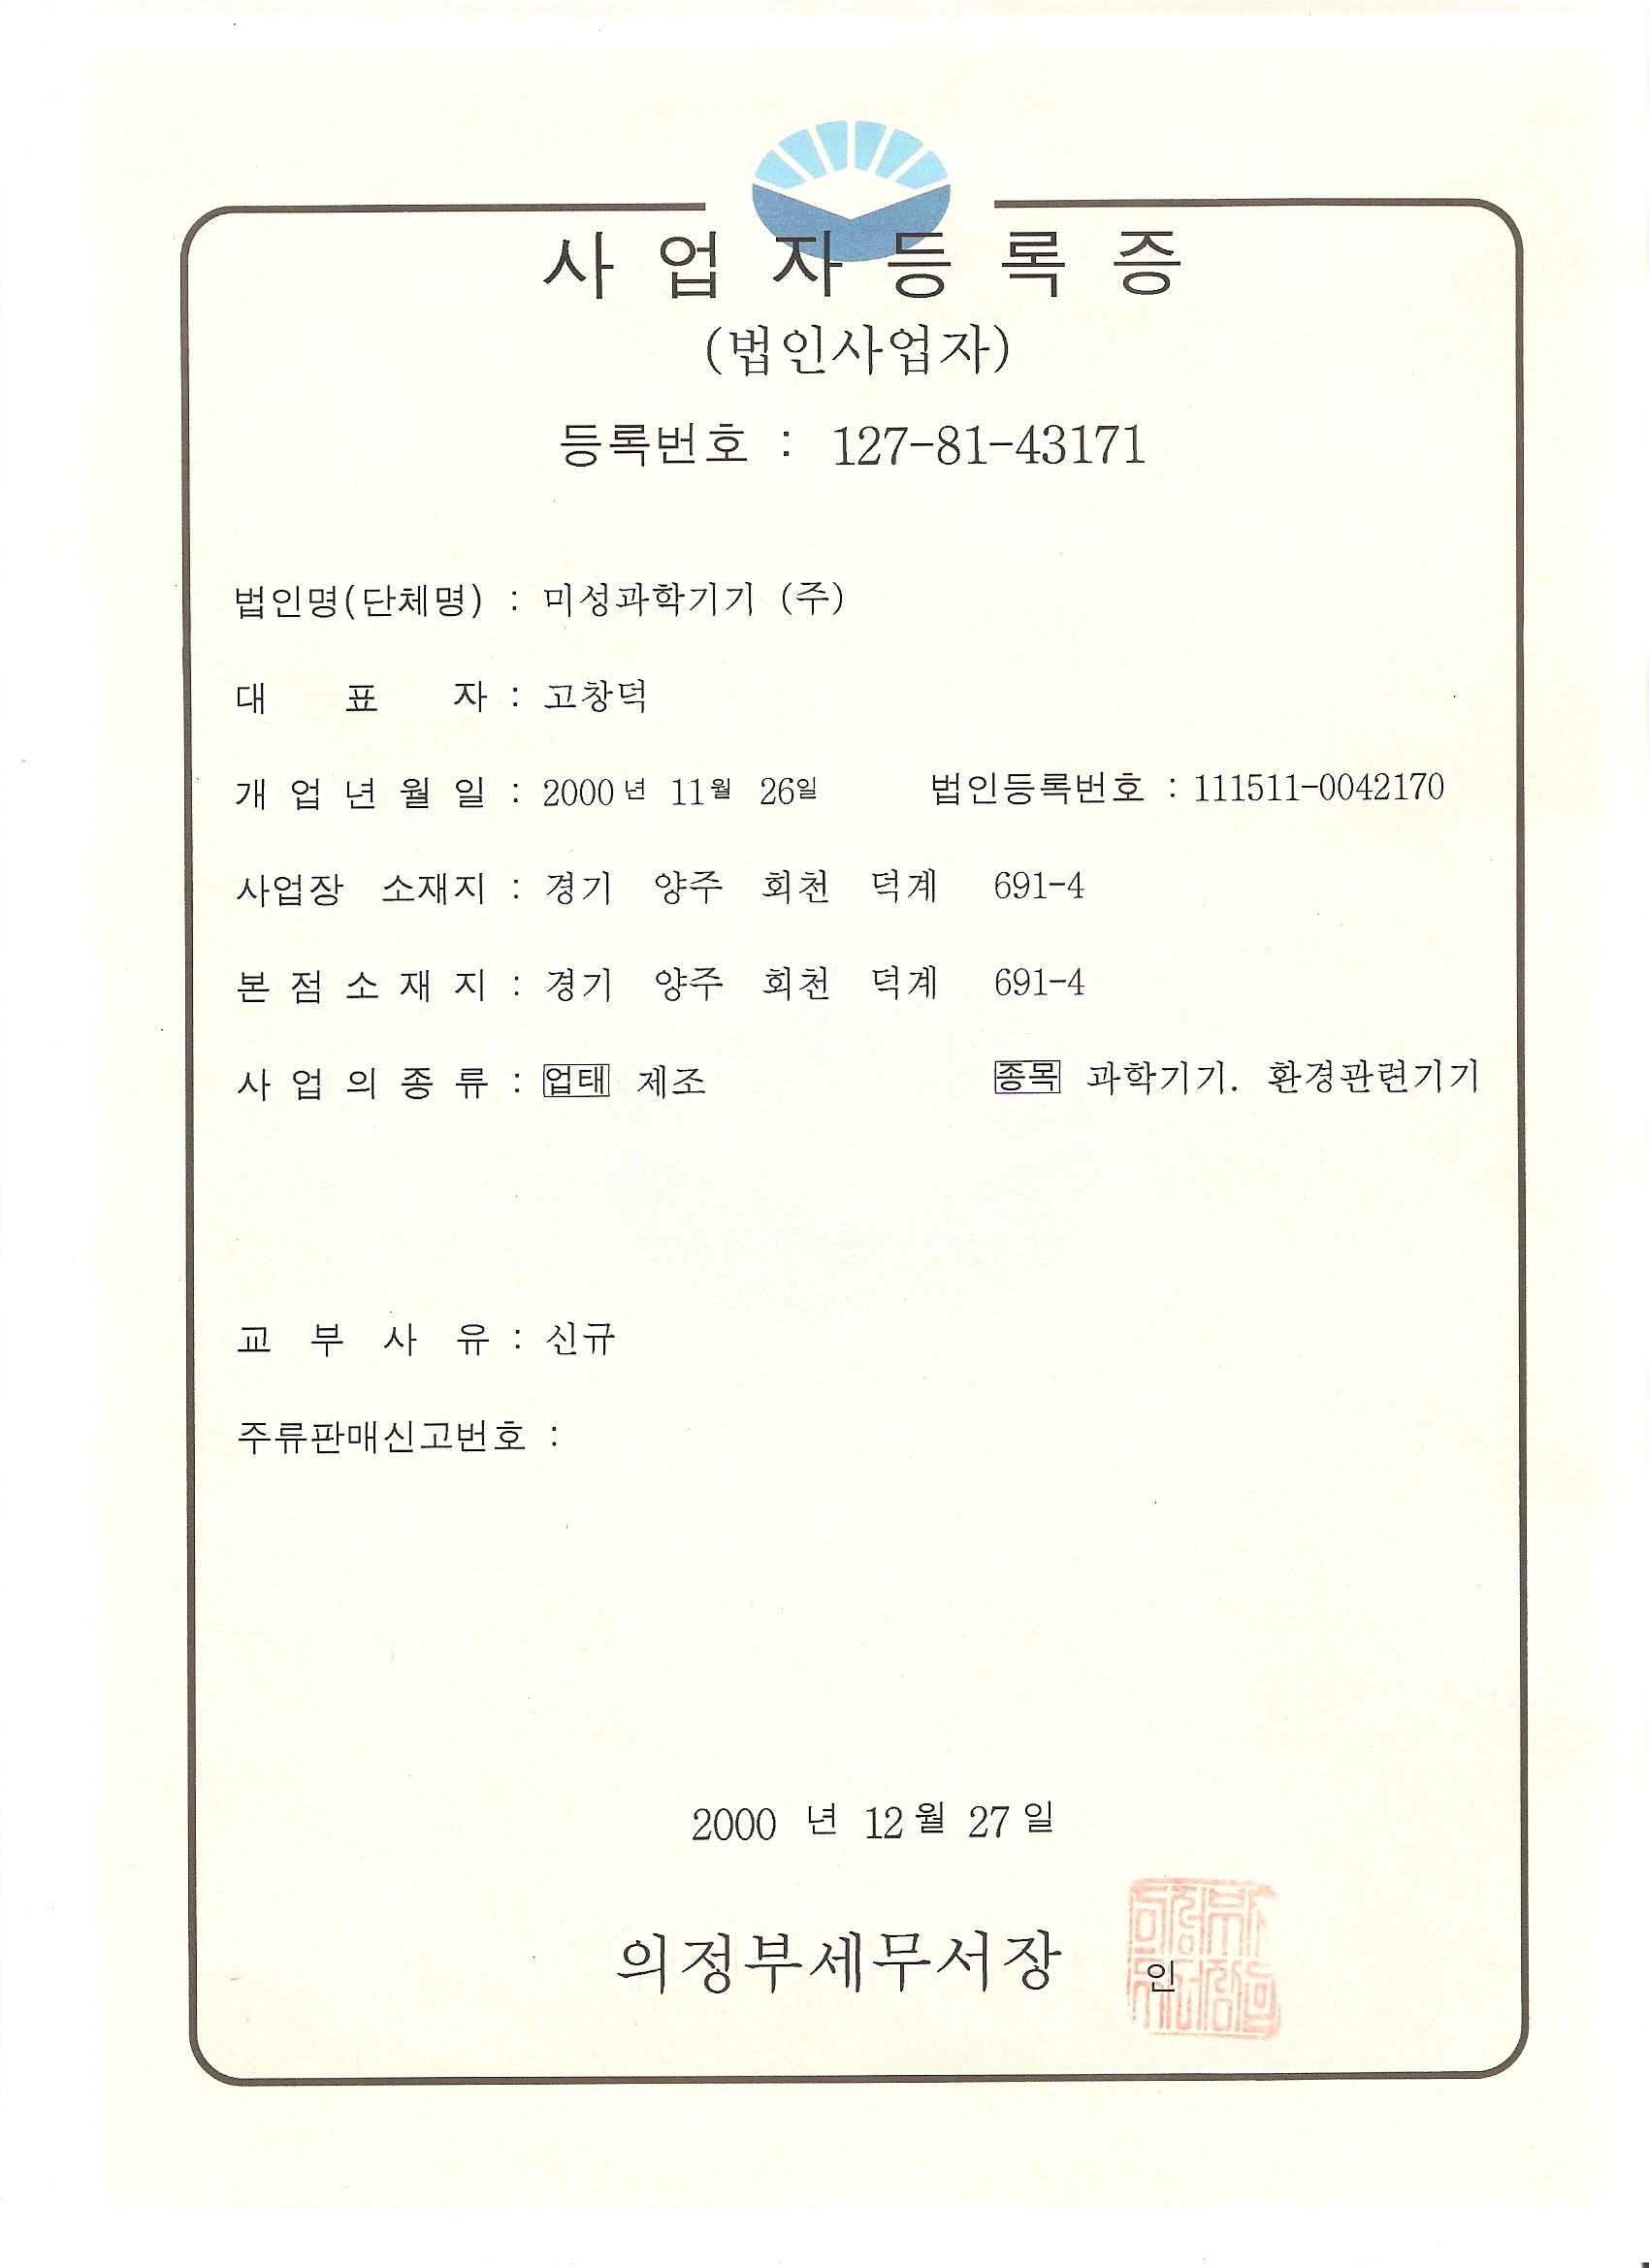 사업자등록증
(법인사업자)
등록번호 : 127-81-43171
법인명(단체명) : 미성과학기기 (주)
대 표 자 : 고창덕
개 업 년 월 일 : 2000 년 11 월 26 일 법인등록번호 : 111511-0042170
사업장 소재지 : 경기 양주 회천 덕계 691-4
본 점 소 재 지 : 경기 양주 회천 덕계 691-4
사 업 의 종 류 : 업태 제조 종목 과학기기. 환경관련기기
교 부 사 유 : 신규
주류판매신고번호 :
2000 년 12 월 27 일
의정부세무서장 인